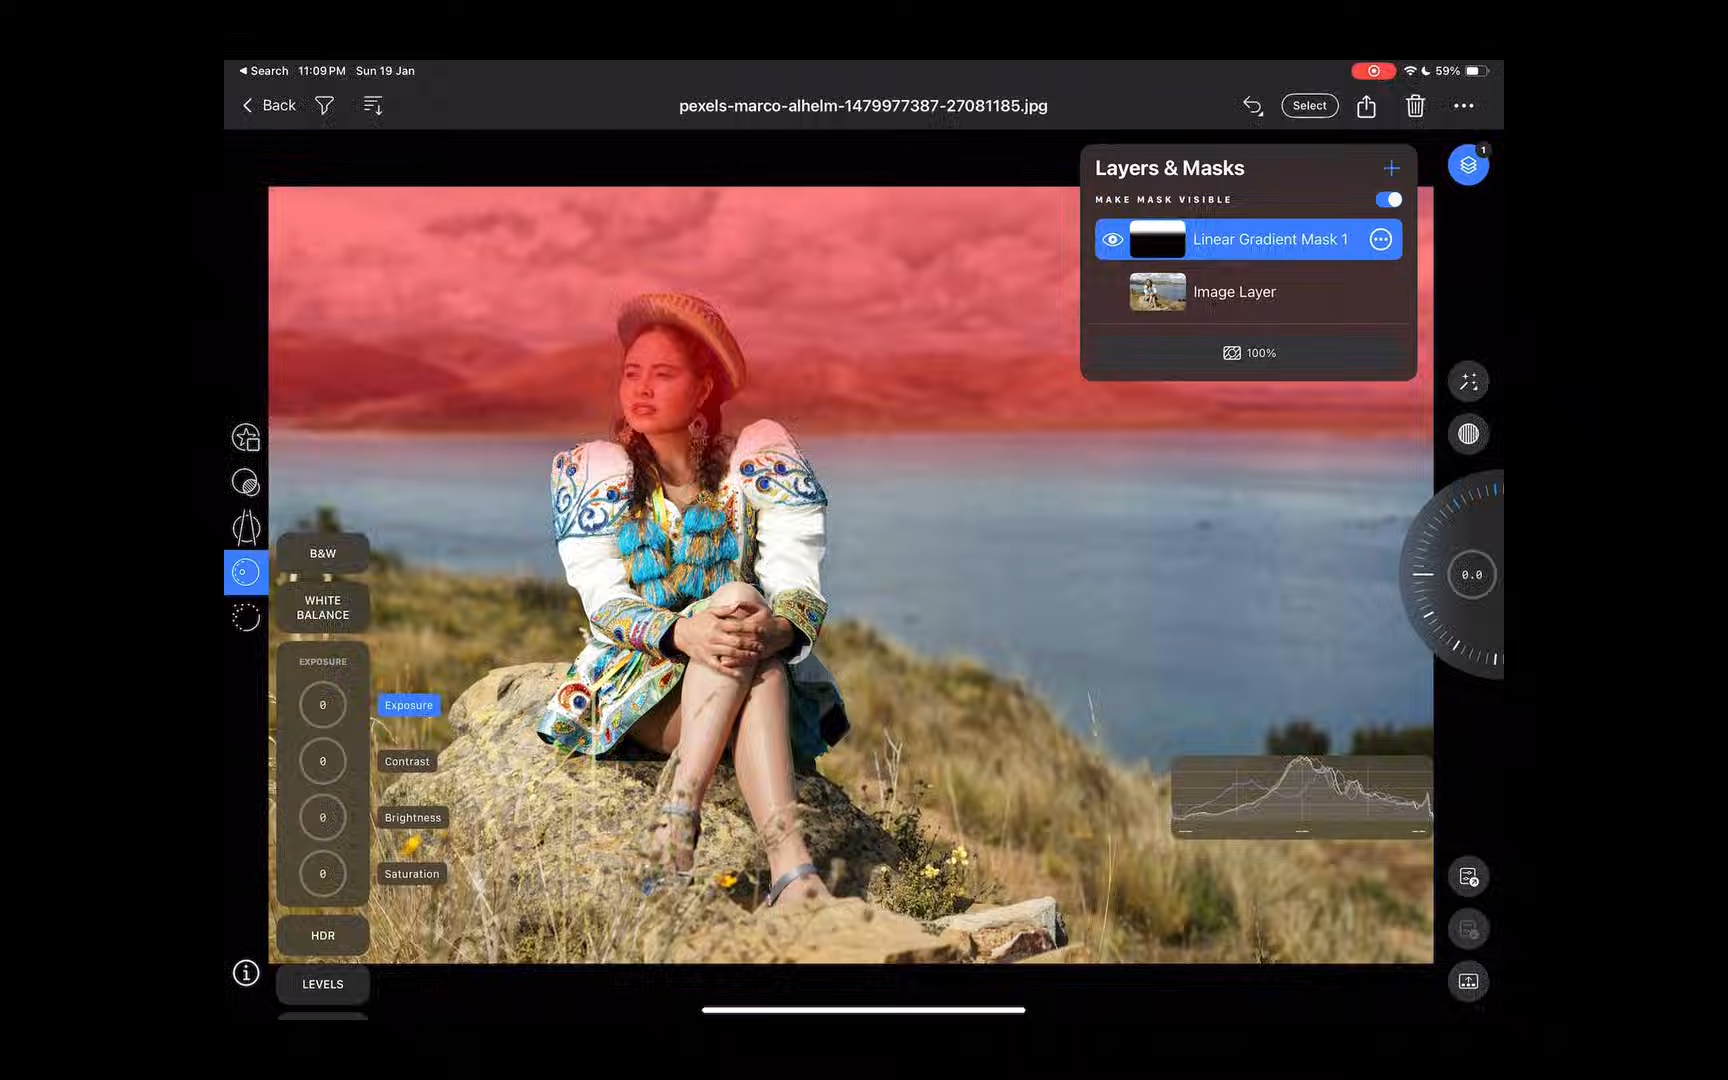 Search 11:09 PM Sun 19 Jan
59%
Back
pexels-marco-alhelm-1479977387-27081185.jpg
Select
1
Layers & Masks
MAKE MASK VISIBLE
Linear Gradient Mask 1
Image Layer
100%
0.0
B&W
WHITE
BALANCE
EXPOSURE
0
Exposure
0
Contrast
0
Brightness
0
Saturation
HDR
LEVELS